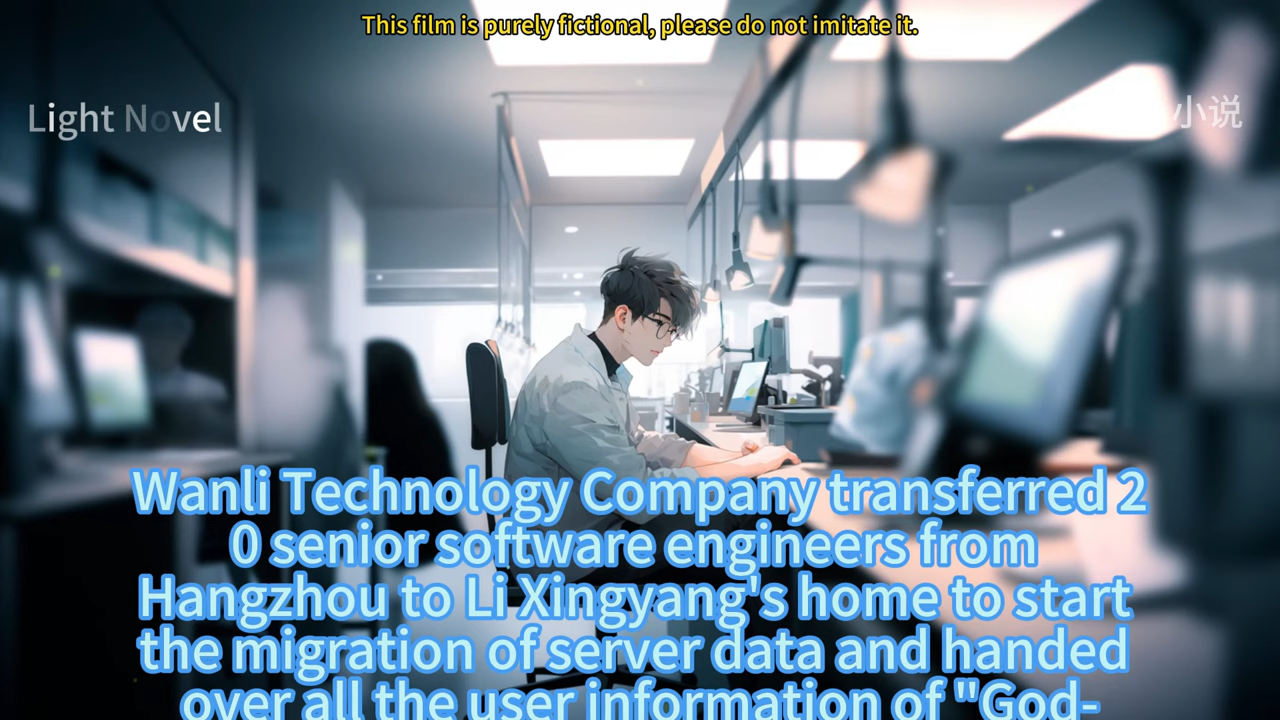 This film is purely fictional, please do not imitate it.
Light Novel
小说
Wanli Technology Company transferred 2
0 senior software engineers from
Hangzhou to Li Xingyang's home to start
the migration of server data and handed
over all the user information of "God-